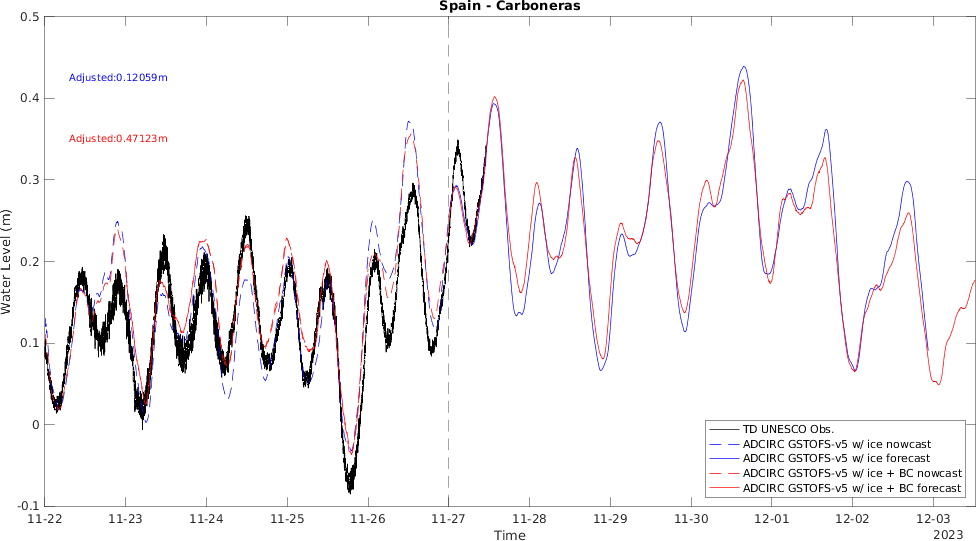 Spain - Carboneras
0.5
0.4
0.3
0.2
0.1
0
-0.1
Water Level (m)
Adjusted:0.12059m
Adjusted:0.47123m
TD UNESCO Obs.
ADCIRC GSTOFS-v5 w/ ice nowcast
ADCIRC GSTOFS-v5 w/ ice forecast
ADCIRC GSTOFS-v5 w/ ice + BC nowcast
ADCIRC GSTOFS-v5 w/ ice + BC forecast
11-22 11-23 11-24 11-25 11-26 11-27 11-28 11-29 11-30 12-01 12-02 12-03
Time
2023